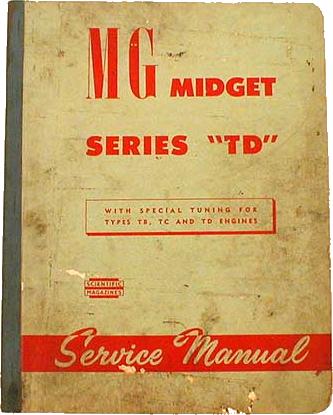 MG MIDGET
SERIES "TD"
WITH SPECIAL TUNING FOR
TYPES TB, TC AND TD ENGINES
SCIENTIFIC
MAGAZINES
Service Manual